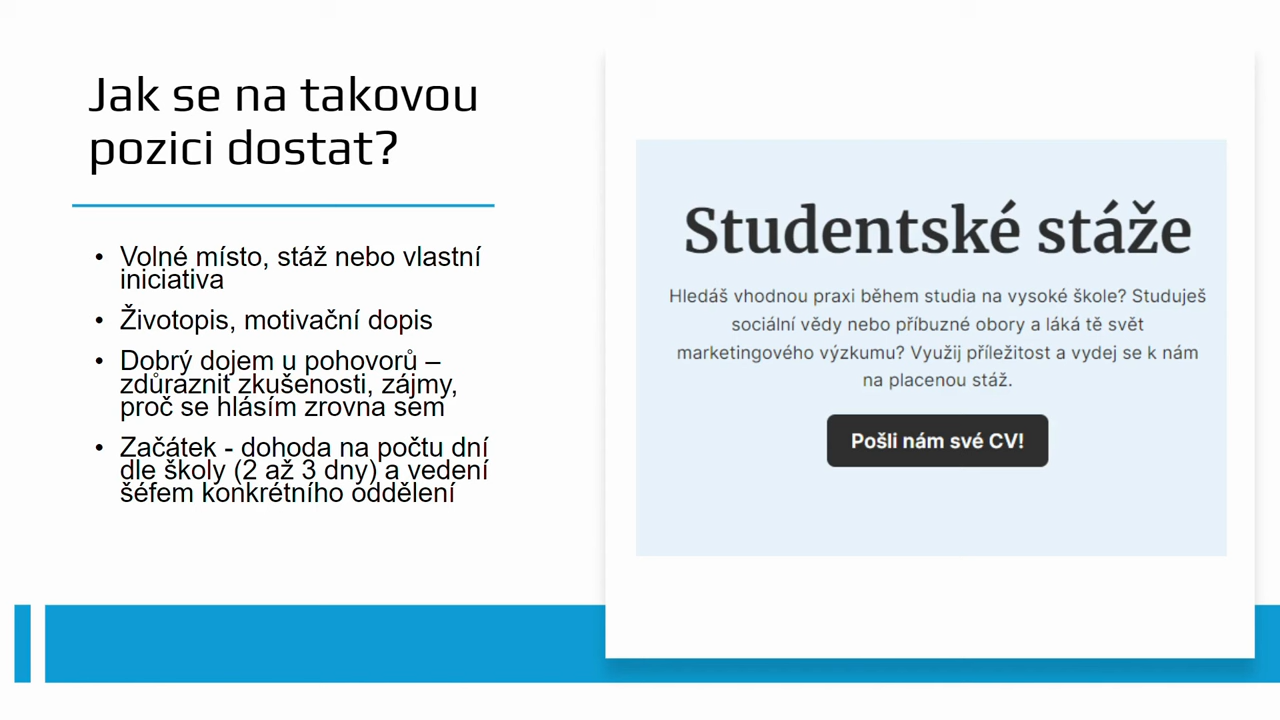 Jak se na takovou
pozici dostat?
• Volné místo, stáž nebo vlastní
iniciativa
• Životopis, motivační dopis
• Dobrý dojem u pohovorů –
zdůraznit zkušenosti, zájmy,
proč se hlásím zrovna sem
• Začátek - dohoda na počtu dní
dle školy (2 až 3 dny) a vedení
šéfem konkrétního oddělení
Studentské stáže
Hledáš vhodnou praxi během studia na vysoké škole? Studuješ
sociální vědy nebo příbuzné obory a láká tě svět
marketingového výzkumu? Využij příležitost a vydej se k nám
na placenou stáž.
Pošli nám své CV!